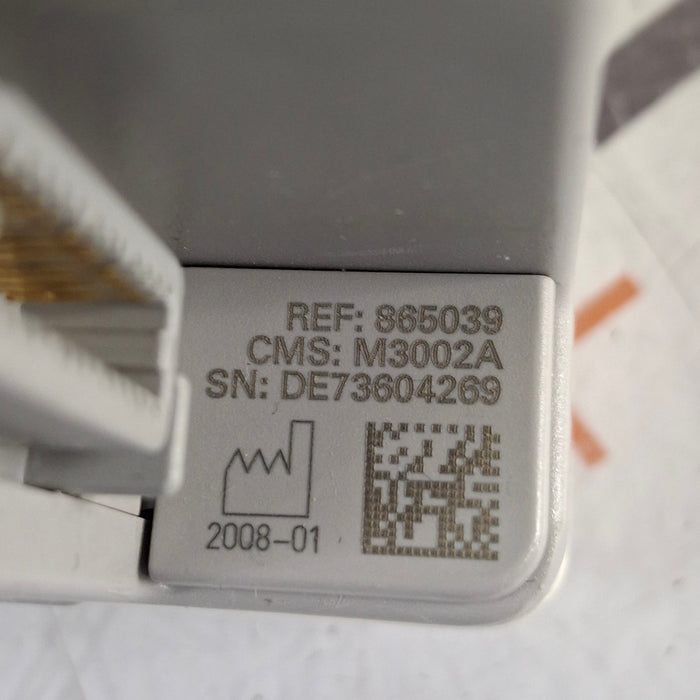 REF: 865039
CMS: M3002A
SN: DE73604269
2008-01